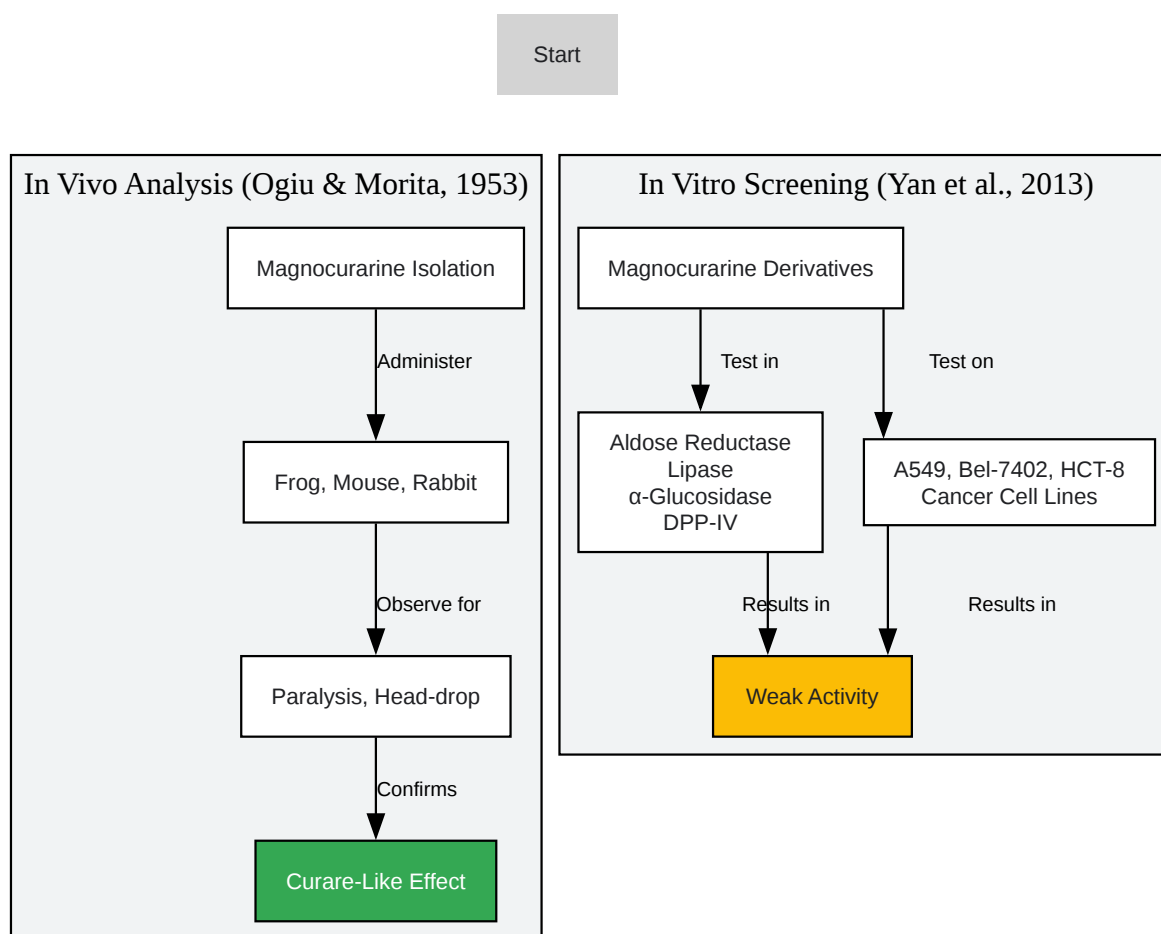 Start
In Vivo Analysis (Ogiu & Morita, 1953)
Magnocurarine Isolation
Administer
Frog, Mouse, Rabbit
Observe for
Paralysis, Head-drop
Confirms
Curare-Like Effect
In Vitro Screening (Yan et al., 2013)
Magnocurarine Derivatives
Test in
Test on
Aldose Reductase
Lipase
α-Glucosidase
DPP-IV
A549, Bel-7402, HCT-8
Cancer Cell Lines
Results in
Results in
Weak Activity